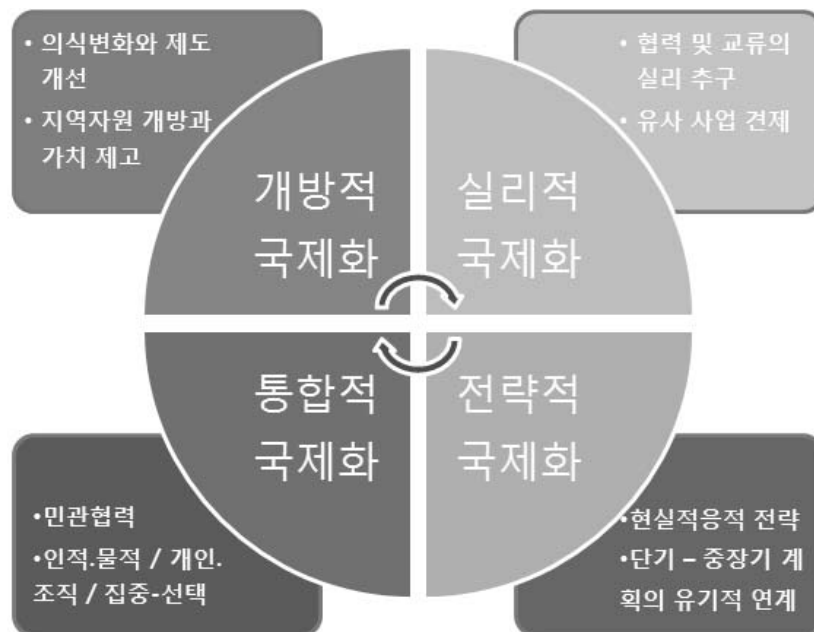 • 의식변화와 제도
개선
• 지역자원 개방과
가치 제고
• 협력 및 교류의
실리 추구
• 유사 사업 견제
개방적
국제화
실리적
국제화
통합적
국제화
전략적
국제화
•민관협력
•인적.물적 / 개인.
조직 / 집중-선택
•현실적응적 전략
•단기 – 중장기 계
획의 유기적 연계